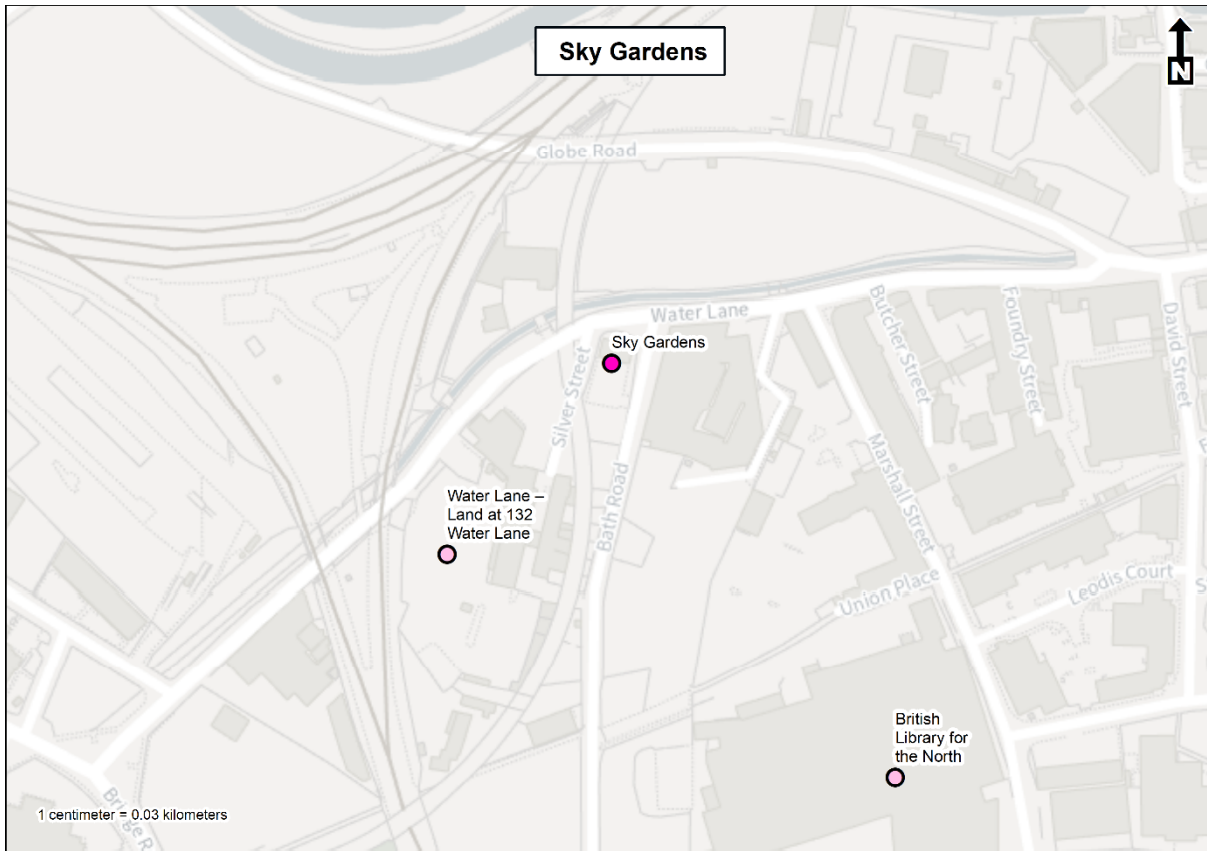 Sky Gardens
N
Globe Road
Water Lane
Butcher Street
Foundry Street
David Street
Sky Gardens
Silver Street
Marshall Street
Bath Road
Water Lane –
Land at 132
Water Lane
Union Place
Leodis Court
British
Library for
the North
1 centimeter = 0.03 kilometers